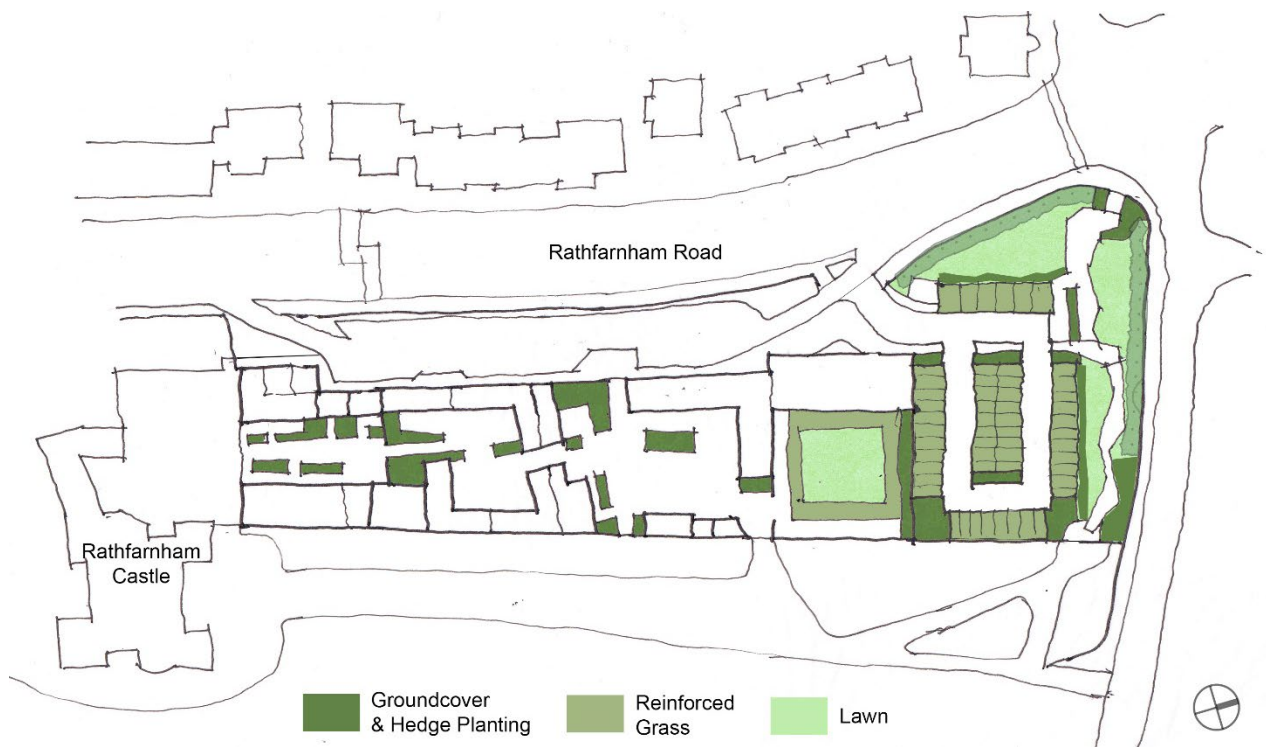 Rathfarnham Road
Rathfarnham
Castle
Groundcover
& Hedge Planting
Reinforced
Grass
Lawn